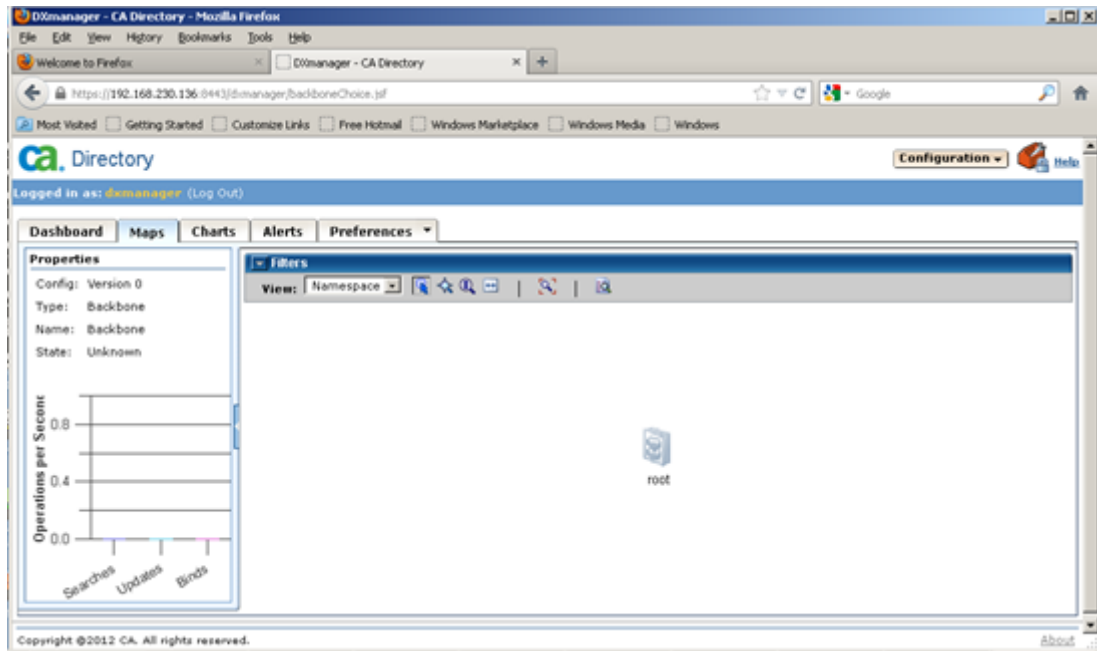 DXmanager - CA Directory - Mozilla Firefox
File Edit View History Bookmarks Tools Help
Welcome to Firefox × DXmanager - CA Directory × +
https://192.168.230.136:8443/dxmanager/backboneChoice.jsf Google
Most Visited Getting Started Customize Links Free Hotmail Windows Marketplace Windows Media Windows
ca. Directory Configuration Help
Logged in as: dxmanager (Log Out)
Dashboard Maps Charts Alerts Preferences
Properties
Filters
Config: Version 0
View: Namespace
Type: Backbone
Name: Backbone
State: Unknown
Operations per Second
0.8
0.4
0.0
Searches Updates Binds
root
Copyright @2012 CA. All rights reserved. About